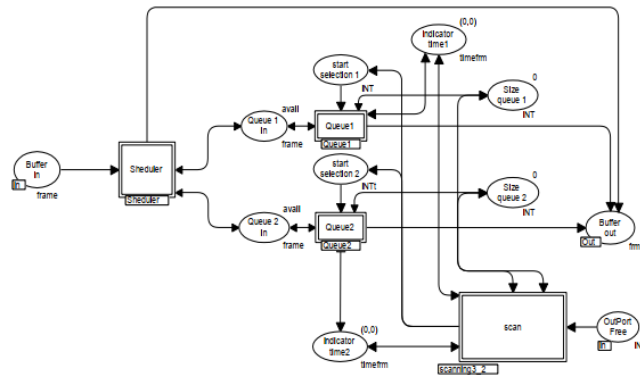 (0,0)
Indicator
time1
timefrm
start
selection 1
INT
0
Size
queue 1
INT
avail
Queue 1
In
frame
Queue1
Queue1
Buffer
In
In
frame
Sheduler
Sheduler
start
selection 2
INTt
0
Size
queue 2
INT
avail
Queue 2
In
frame
Queue2
Queue2
Buffer
out
Out
frm
(0,0)
Indicator
time2
timefrm
scan
scanning3_2
OutPort
Free
In